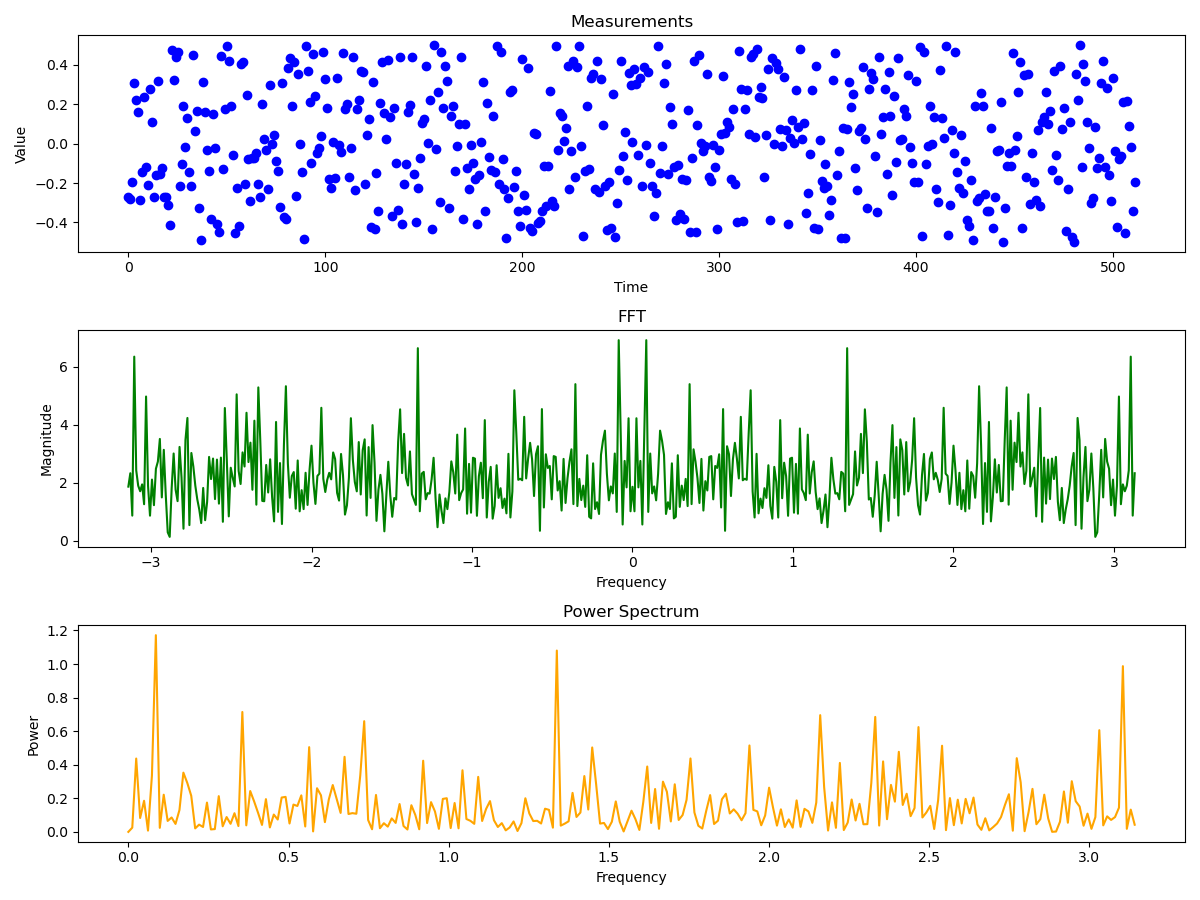 Measurements
Value
0.4
0.2
0.0
−0.2
−0.4
0 100 200 300 400 500
Time
FFT
Magnitude
6
4
2
0
−3 −2 −1 0 1 2 3
Frequency
Power Spectrum
Power
1.2
1.0
0.8
0.6
0.4
0.2
0.0
0.0 0.5 1.0 1.5 2.0 2.5 3.0
Frequency